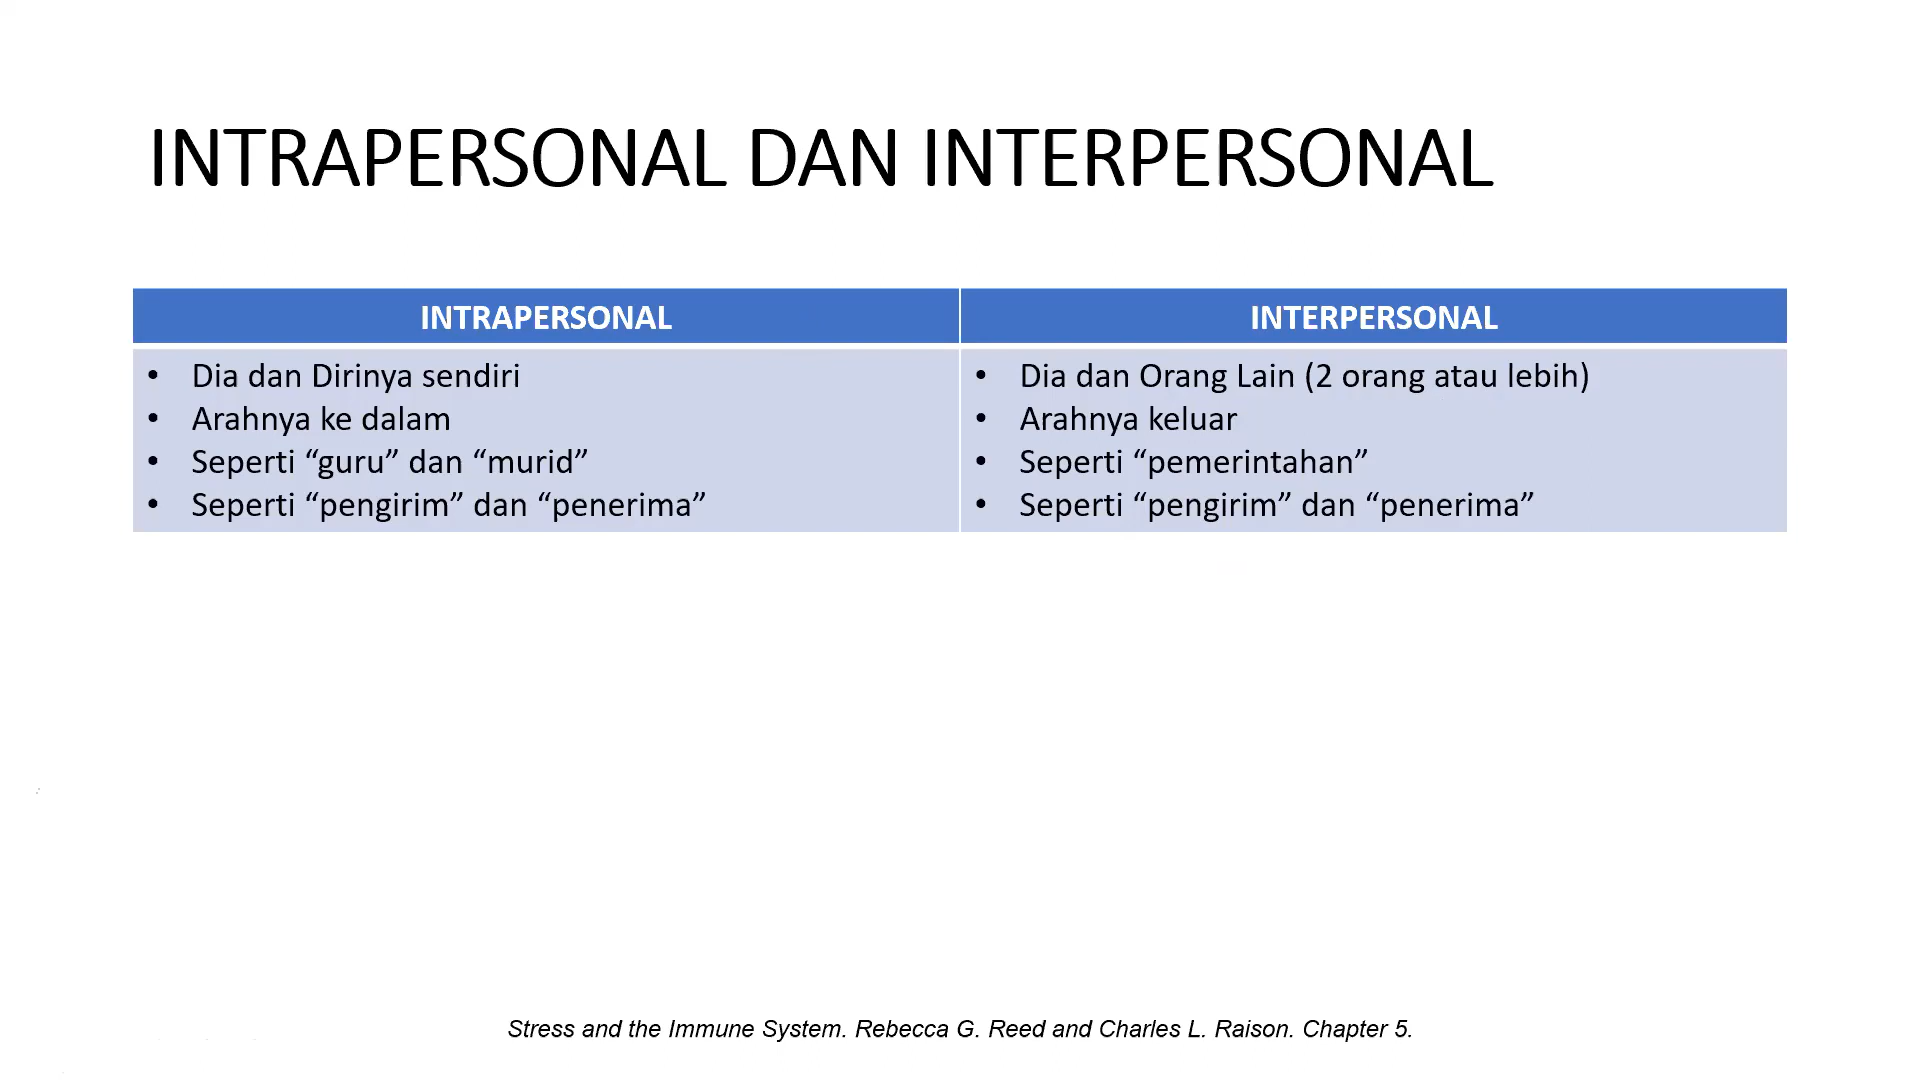 INTRAPERSONAL DAN INTERPERSONAL
INTRAPERSONAL
• Dia dan Dirinya sendiri
• Arahnya ke dalam
• Seperti “guru” dan “murid”
• Seperti “pengirim” dan “penerima”
INTERPERSONAL
• Dia dan Orang Lain (2 orang atau lebih)
• Arahnya keluar
• Seperti “pemerintahan”
• Seperti “pengirim” dan “penerima”
Stress and the Immune System. Rebecca G. Reed and Charles L. Raison. Chapter 5.